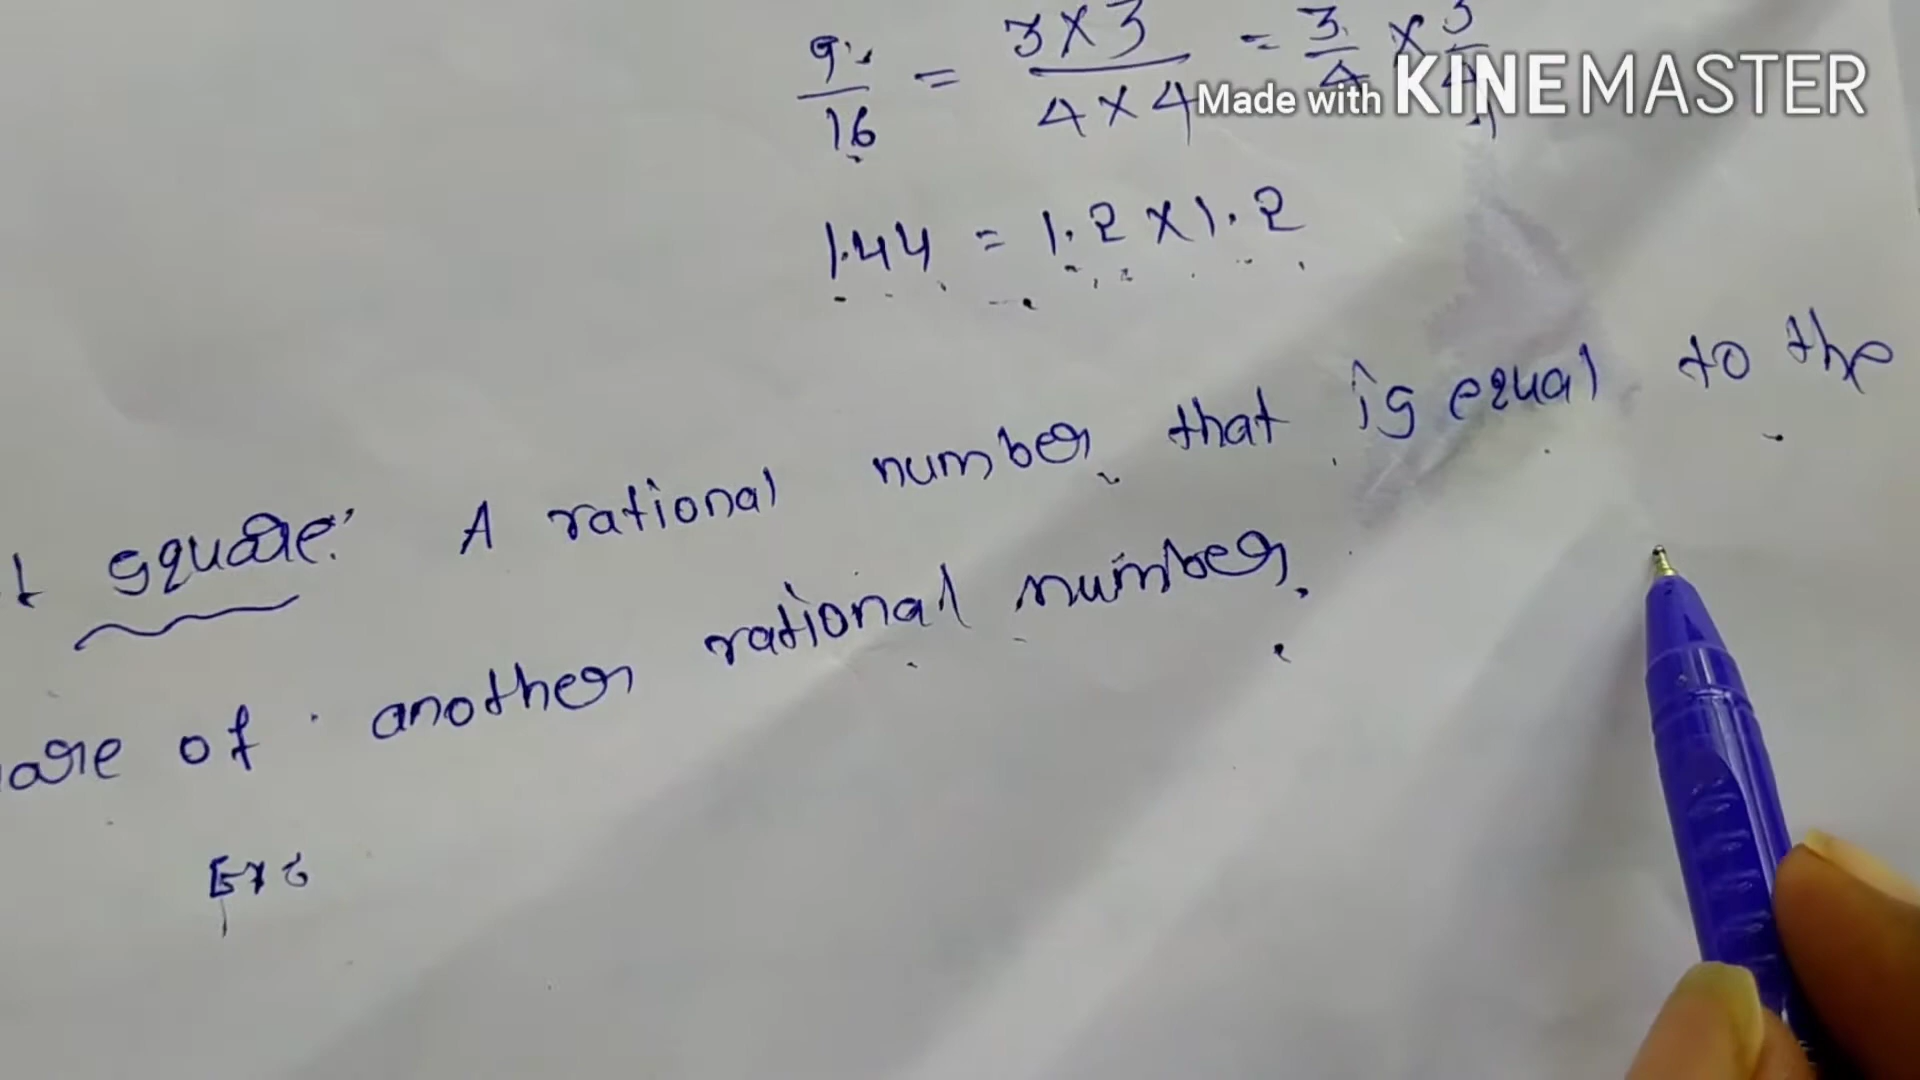 9/16 = 3×3/4×4 = 3/4 × 3/4
Made with KINEMASTER
1.44 = 1.2 × 1.2
t square: A rational number that is equal to the
are of another rational number.
Ex: